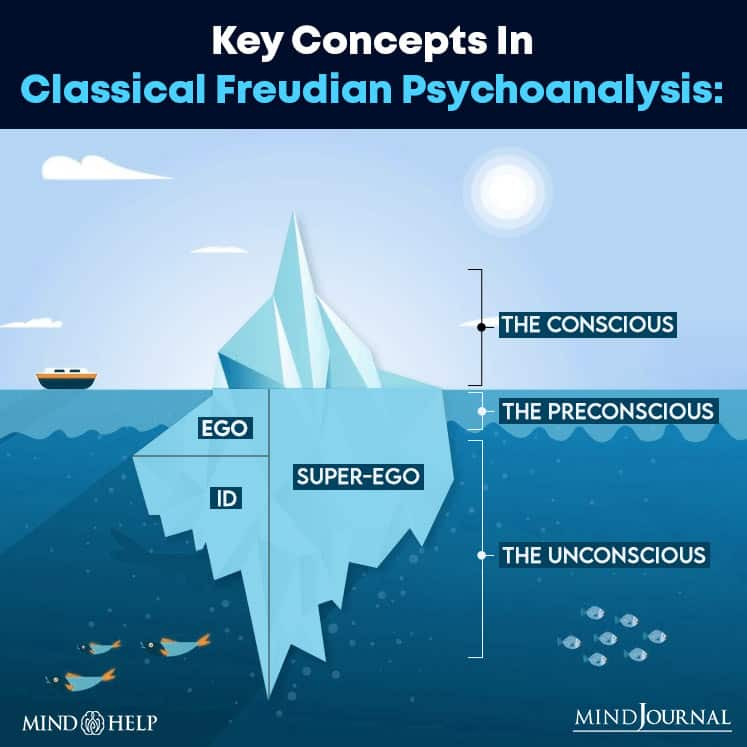 Key Concepts In
Classical Freudian Psychoanalysis:
THE CONSCIOUS
THE PRECONSCIOUS
EGO
SUPER-EGO
ID
THE UNCONSCIOUS
MIND HELP
MINDJOURNAL